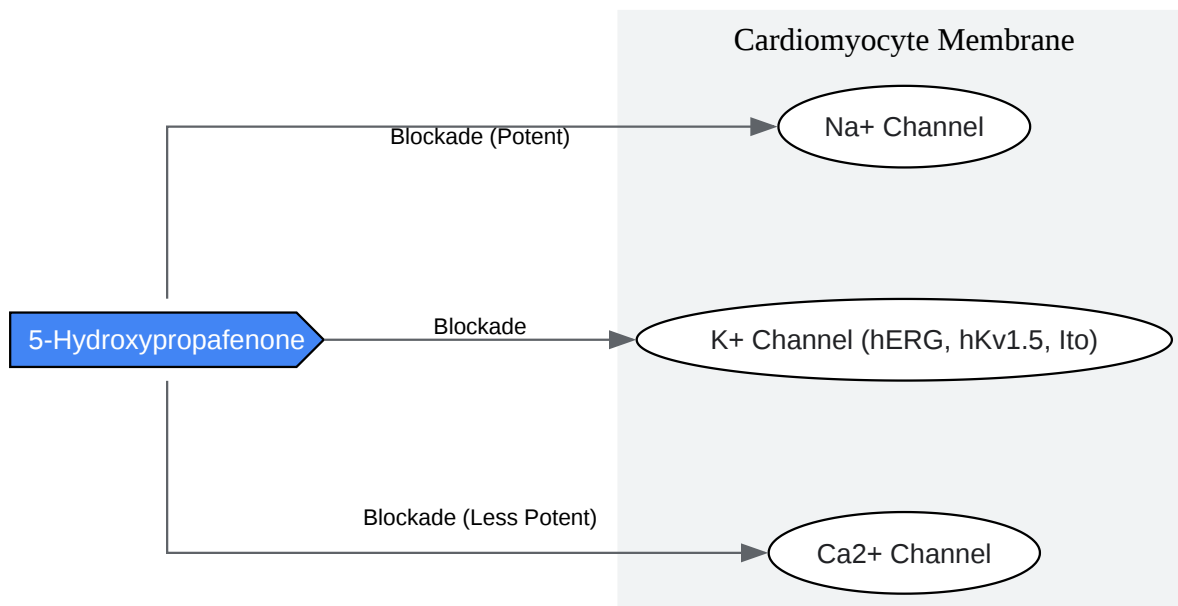 Cardiomyocyte Membrane
Na+ Channel
Blockade (Potent)
5-Hydroxypropafenone
Blockade
K+ Channel (hERG, hKv1.5, Ito)
Blockade (Less Potent)
Ca2+ Channel